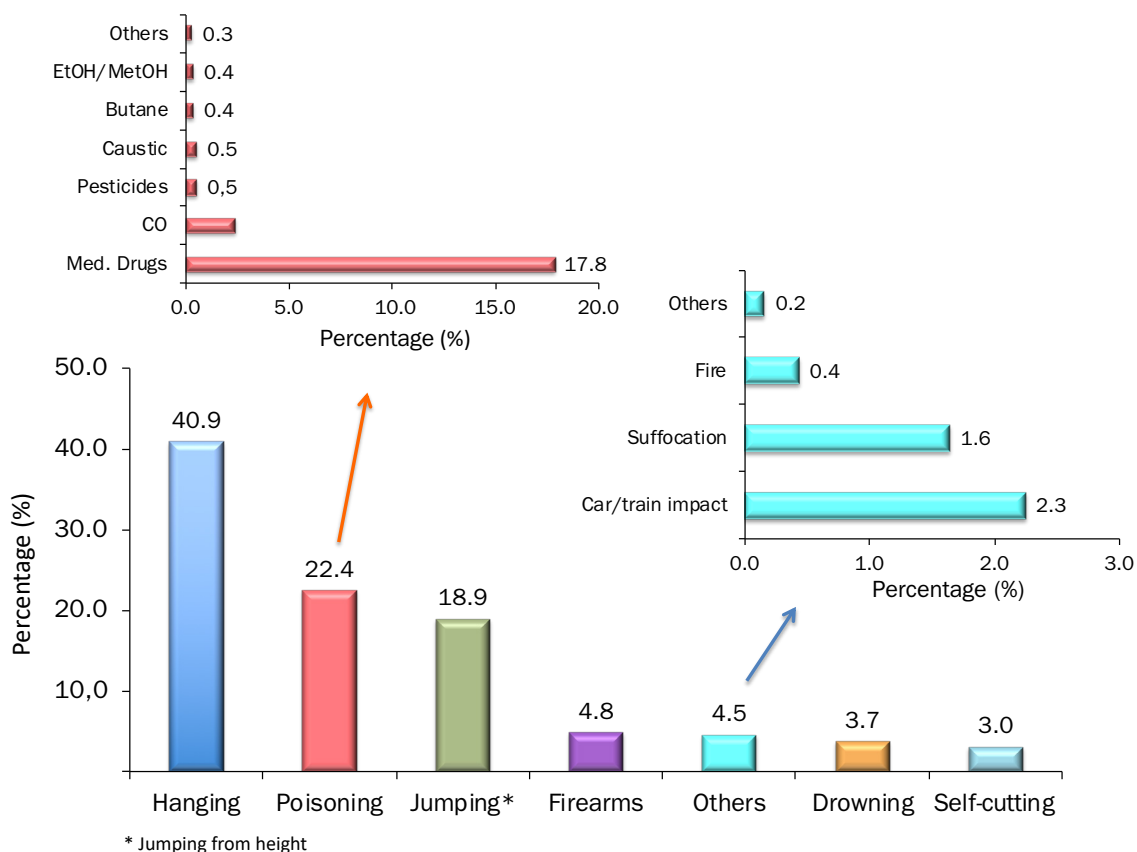 Others 0.3
EtOH/MetOH 0.4
Butane 0.4
Caustic 0.5
Pesticides 0,5
CO
Med. Drugs 17.8
0.0 5.0 10.0 15.0 20.0
Percentage (%)
Others 0.2
Fire 0.4
Suffocation 1.6
Car/train impact 2.3
0.0 1.0 2.0 3.0
Percentage (%)
50.0
40.0
30.0
20.0
10,0
Percentage (%)
40.9 22.4 18.9 4.8 4.5 3.7 3.0
Hanging Poisoning Jumping* Firearms Others Drowning Self-cutting
* Jumping from height